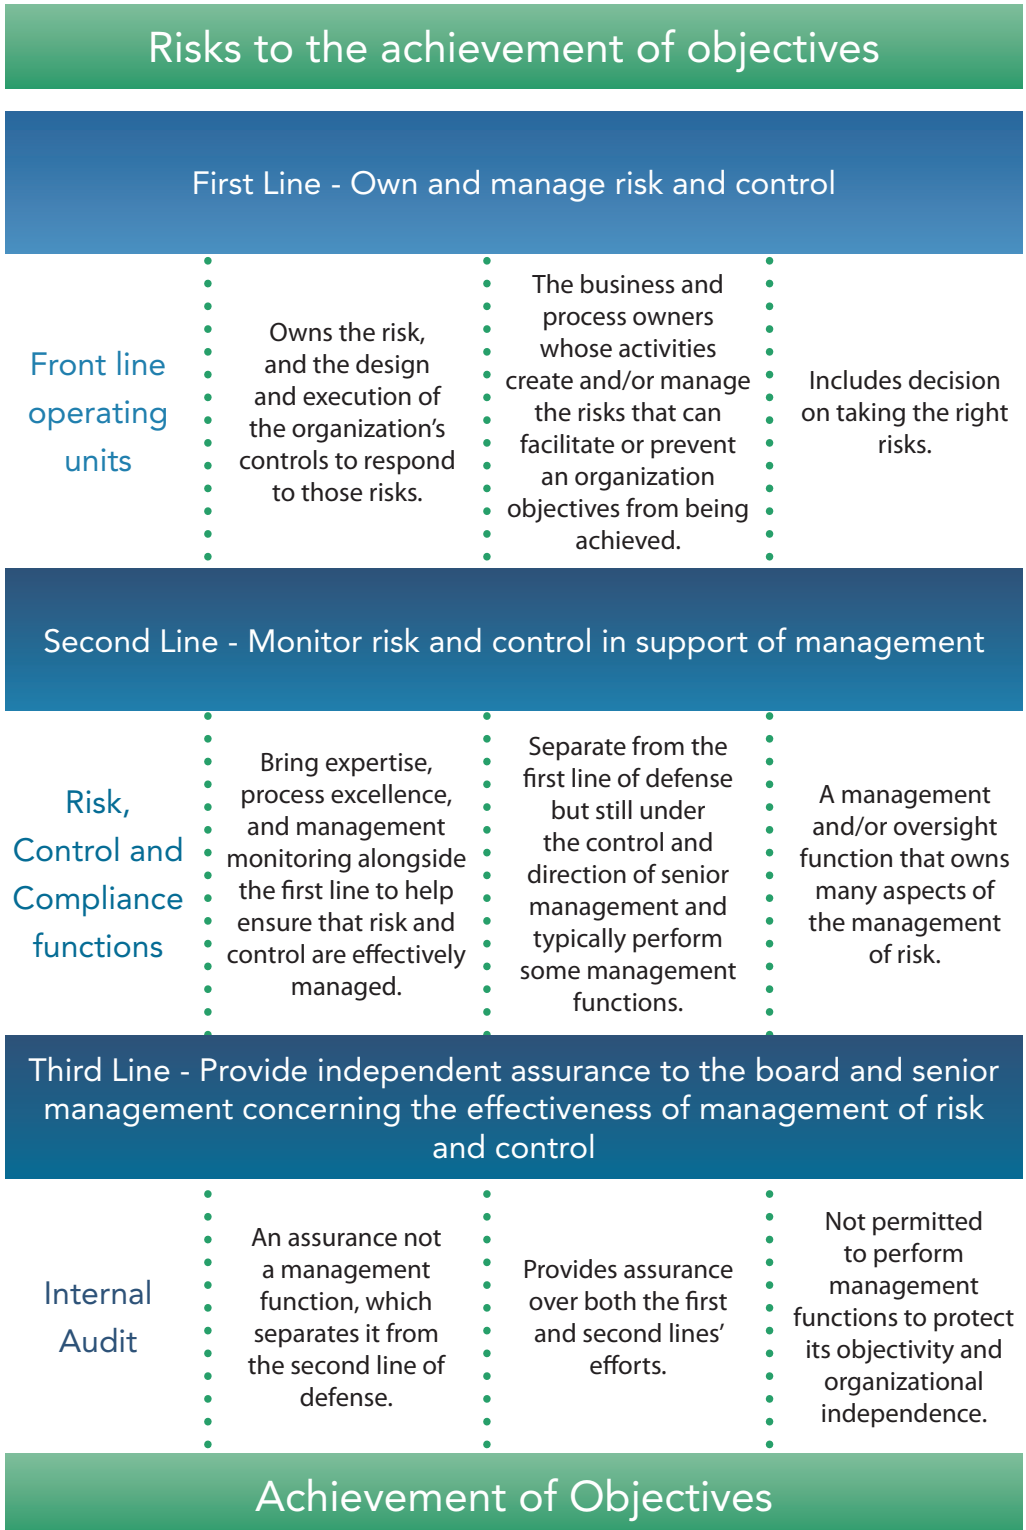 Risks to the achievement of objectives
First Line - Own and manage risk and control
Front line
operating
units
Owns the risk,
and the design
and execution of
the organization’s
controls to respond
to those risks.
The business and
process owners
whose activities
create and/or manage
the risks that can
facilitate or prevent
an organization
objectives from being
achieved.
Includes decision
on taking the right
risks.
Second Line - Monitor risk and control in support of management
Risk,
Control and
Compliance
functions
Bring expertise,
process excellence,
and management
monitoring alongside
the first line to help
ensure that risk and
control are effectively
managed.
Separate from the
first line of defense
but still under
the control and
direction of senior
management and
typically perform
some management
functions.
A management
and/or oversight
function that owns
many aspects of
the management
of risk.
Third Line - Provide independent assurance to the board and senior
management concerning the effectiveness of management of risk
and control
Internal
Audit
An assurance not
a management
function, which
separates it from
the second line of
defense.
Provides assurance
over both the first
and second lines’
efforts.
Not permitted
to perform
management
functions to protect
its objectivity and
organizational
independence.
Achievement of Objectives